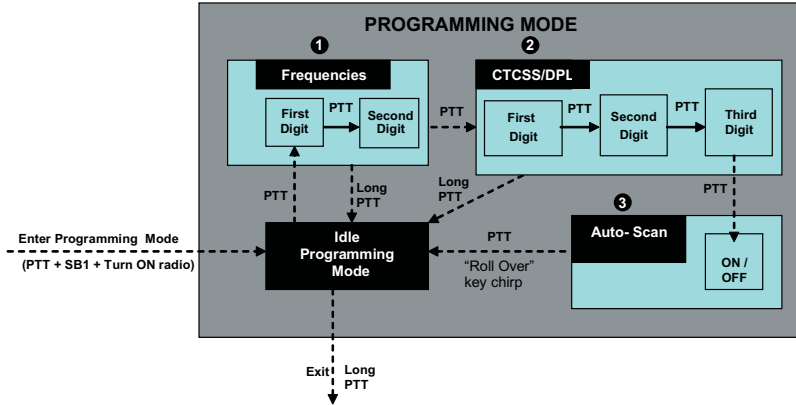 PROGRAMMING MODE
1
Frequencies
First
Digit
PTT
Second
Digit
PTT
2
CTCSS/DPL
First
Digit
PTT
Second
Digit
PTT
Third
Digit
PTT
Long
PTT
Long
PTT
PTT
3
Auto- Scan
ON /
OFF
PTT
"Roll Over"
key chirp
Idle
Programming
Mode
Enter Programming Mode
(PTT + SB1 + Turn ON radio)
Exit
Long
PTT